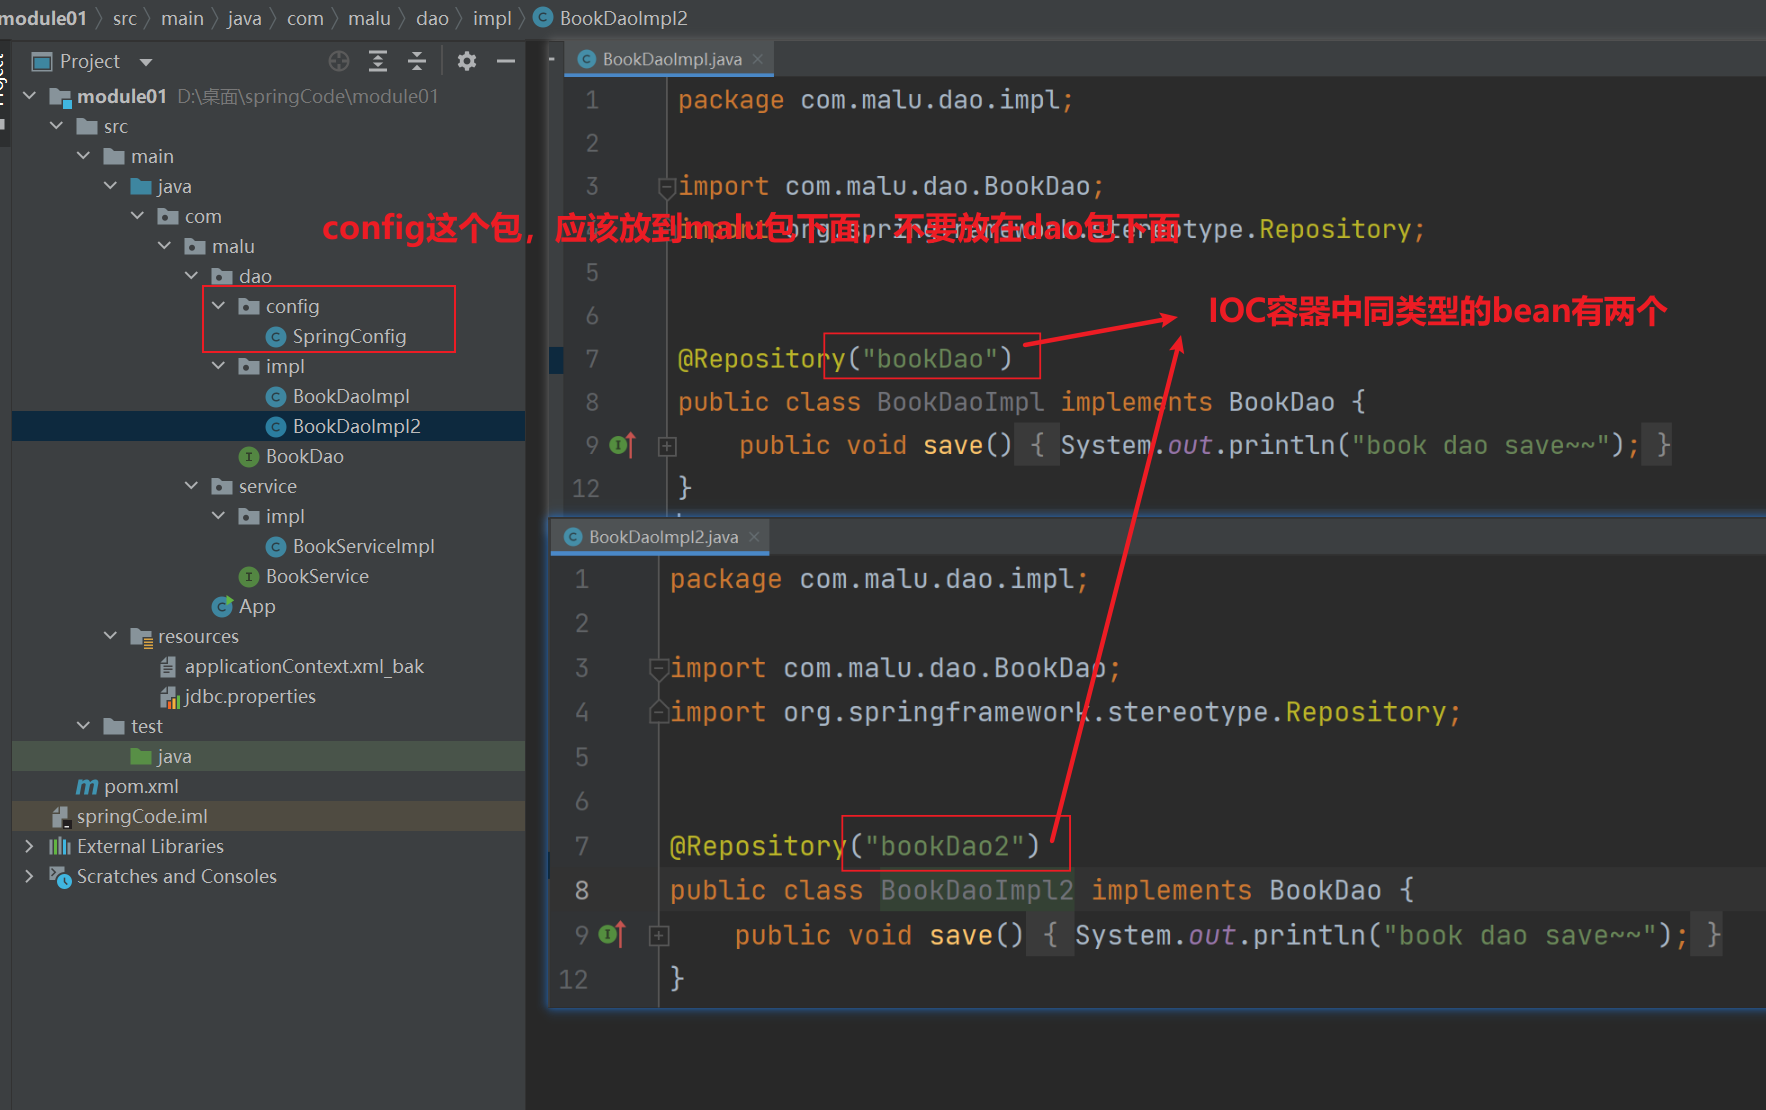 module01 > src > main > java > com > malu > dao > impl > BookDaoImpl2
Project
module01 D:\桌面\springCode\module01
src
main
java
com
malu
dao
config
SpringConfig
impl
BookDaoImpl
BookDaoImpl2
BookDao
service
impl
BookServiceImpl
BookService
App
resources
applicationContext.xml_bak
jdbc.properties
test
java
pom.xml
springCode.iml
External Libraries
Scratches and Consoles
config这个包，应该放到malu包下面，不要放在dao包下面
IOC容器中同类型的bean有两个
BookDaoImpl.java
1 package com.malu.dao.impl;
2
3 import com.malu.dao.BookDao;
import org.springframework.stereotype.Repository;
5
6
7 @Repository("bookDao")
8 public class BookDaoImpl implements BookDao {
9 public void save() { System.out.println("book dao save~~"); }
12 }
BookDaoImpl2.java
1 package com.malu.dao.impl;
2
3 import com.malu.dao.BookDao;
4 import org.springframework.stereotype.Repository;
5
6
7 @Repository("bookDao2")
8 public class BookDaoImpl2 implements BookDao {
9 public void save() { System.out.println("book dao save~~"); }
12 }